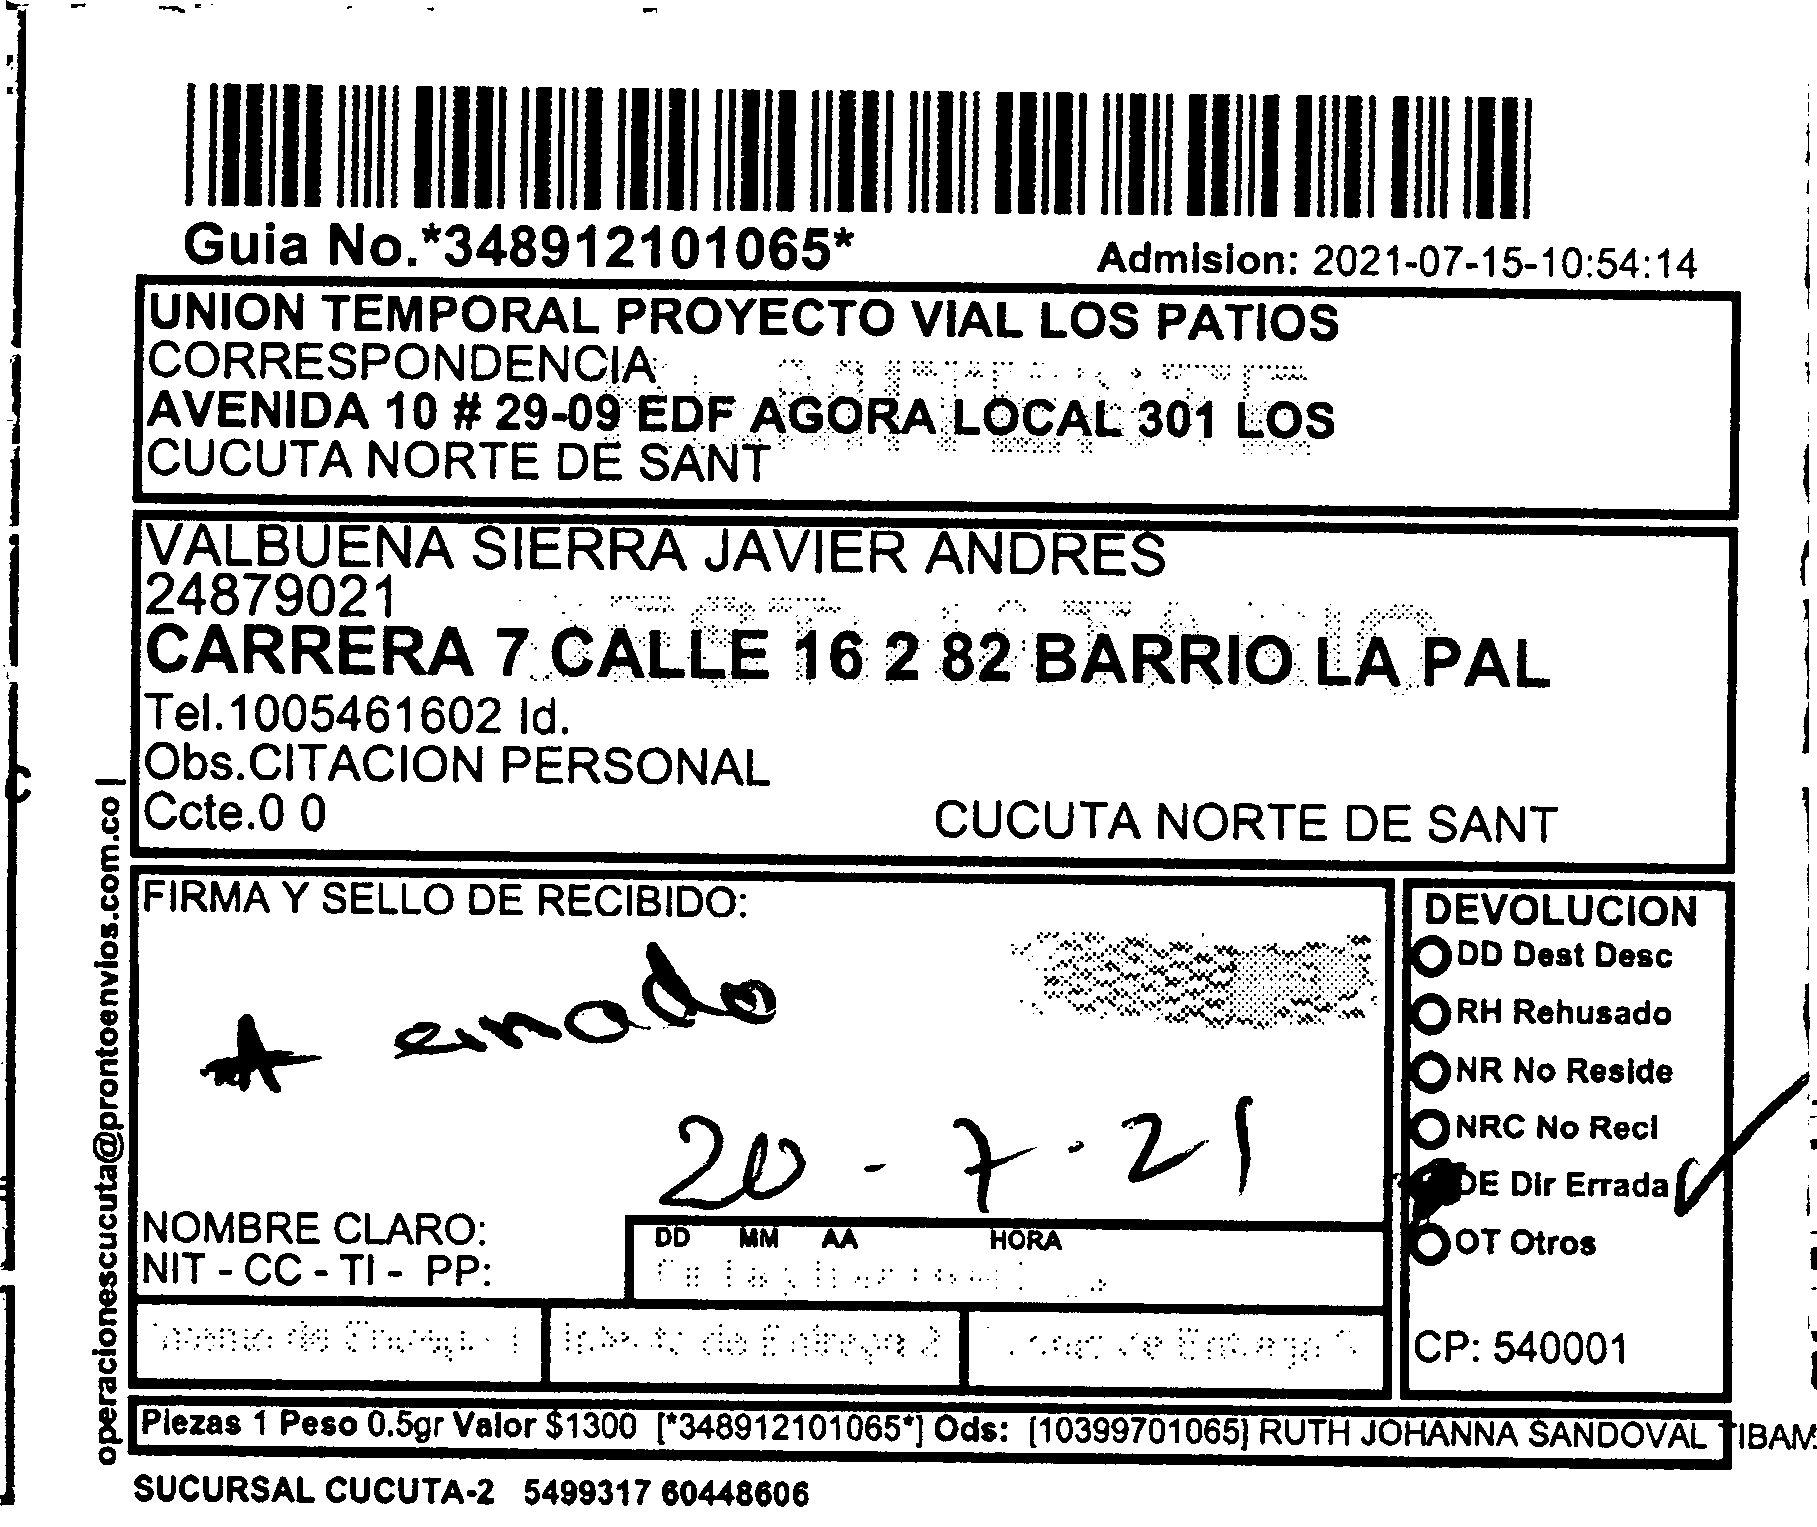 Guia No.*348912101065*
Admision: 2021-07-15-10:54:14
UNION TEMPORAL PROYECTO VIAL LOS PATIOS
CORRESPONDENCIA
AVENIDA 10 # 29-09 EDF AGORA LOCAL 301 LOS
CUCUTA NORTE DE SANT
VALBUENA SIERRA JAVIER ANDRES
24879021
CARRERA 7 CALLE 16 2 82 BARRIO LA PAL
Tel.1005461602 Id.
Obs.CITACION PERSONAL
Ccte.0 0
CUCUTA NORTE DE SANT
operacionescucuta@prontoenvios.com.co |
FIRMA Y SELLO DE RECIBIDO:
errado
20 - 7 - 21
NOMBRE CLARO:
NIT - CC - TI - PP:
DD MM AA HORA
DEVOLUCION
DD Dest Desc
RH Rehusado
NR No Reside
NRC No Recl
DE Dir Errada
OT Otros
CP: 540001
Piezas 1 Peso 0.5gr Valor $1300 [*348912101065*] Ods: [10399701065] RUTH JOHANNA SANDOVAL TIBAM
SUCURSAL CUCUTA-2 5499317 60448606